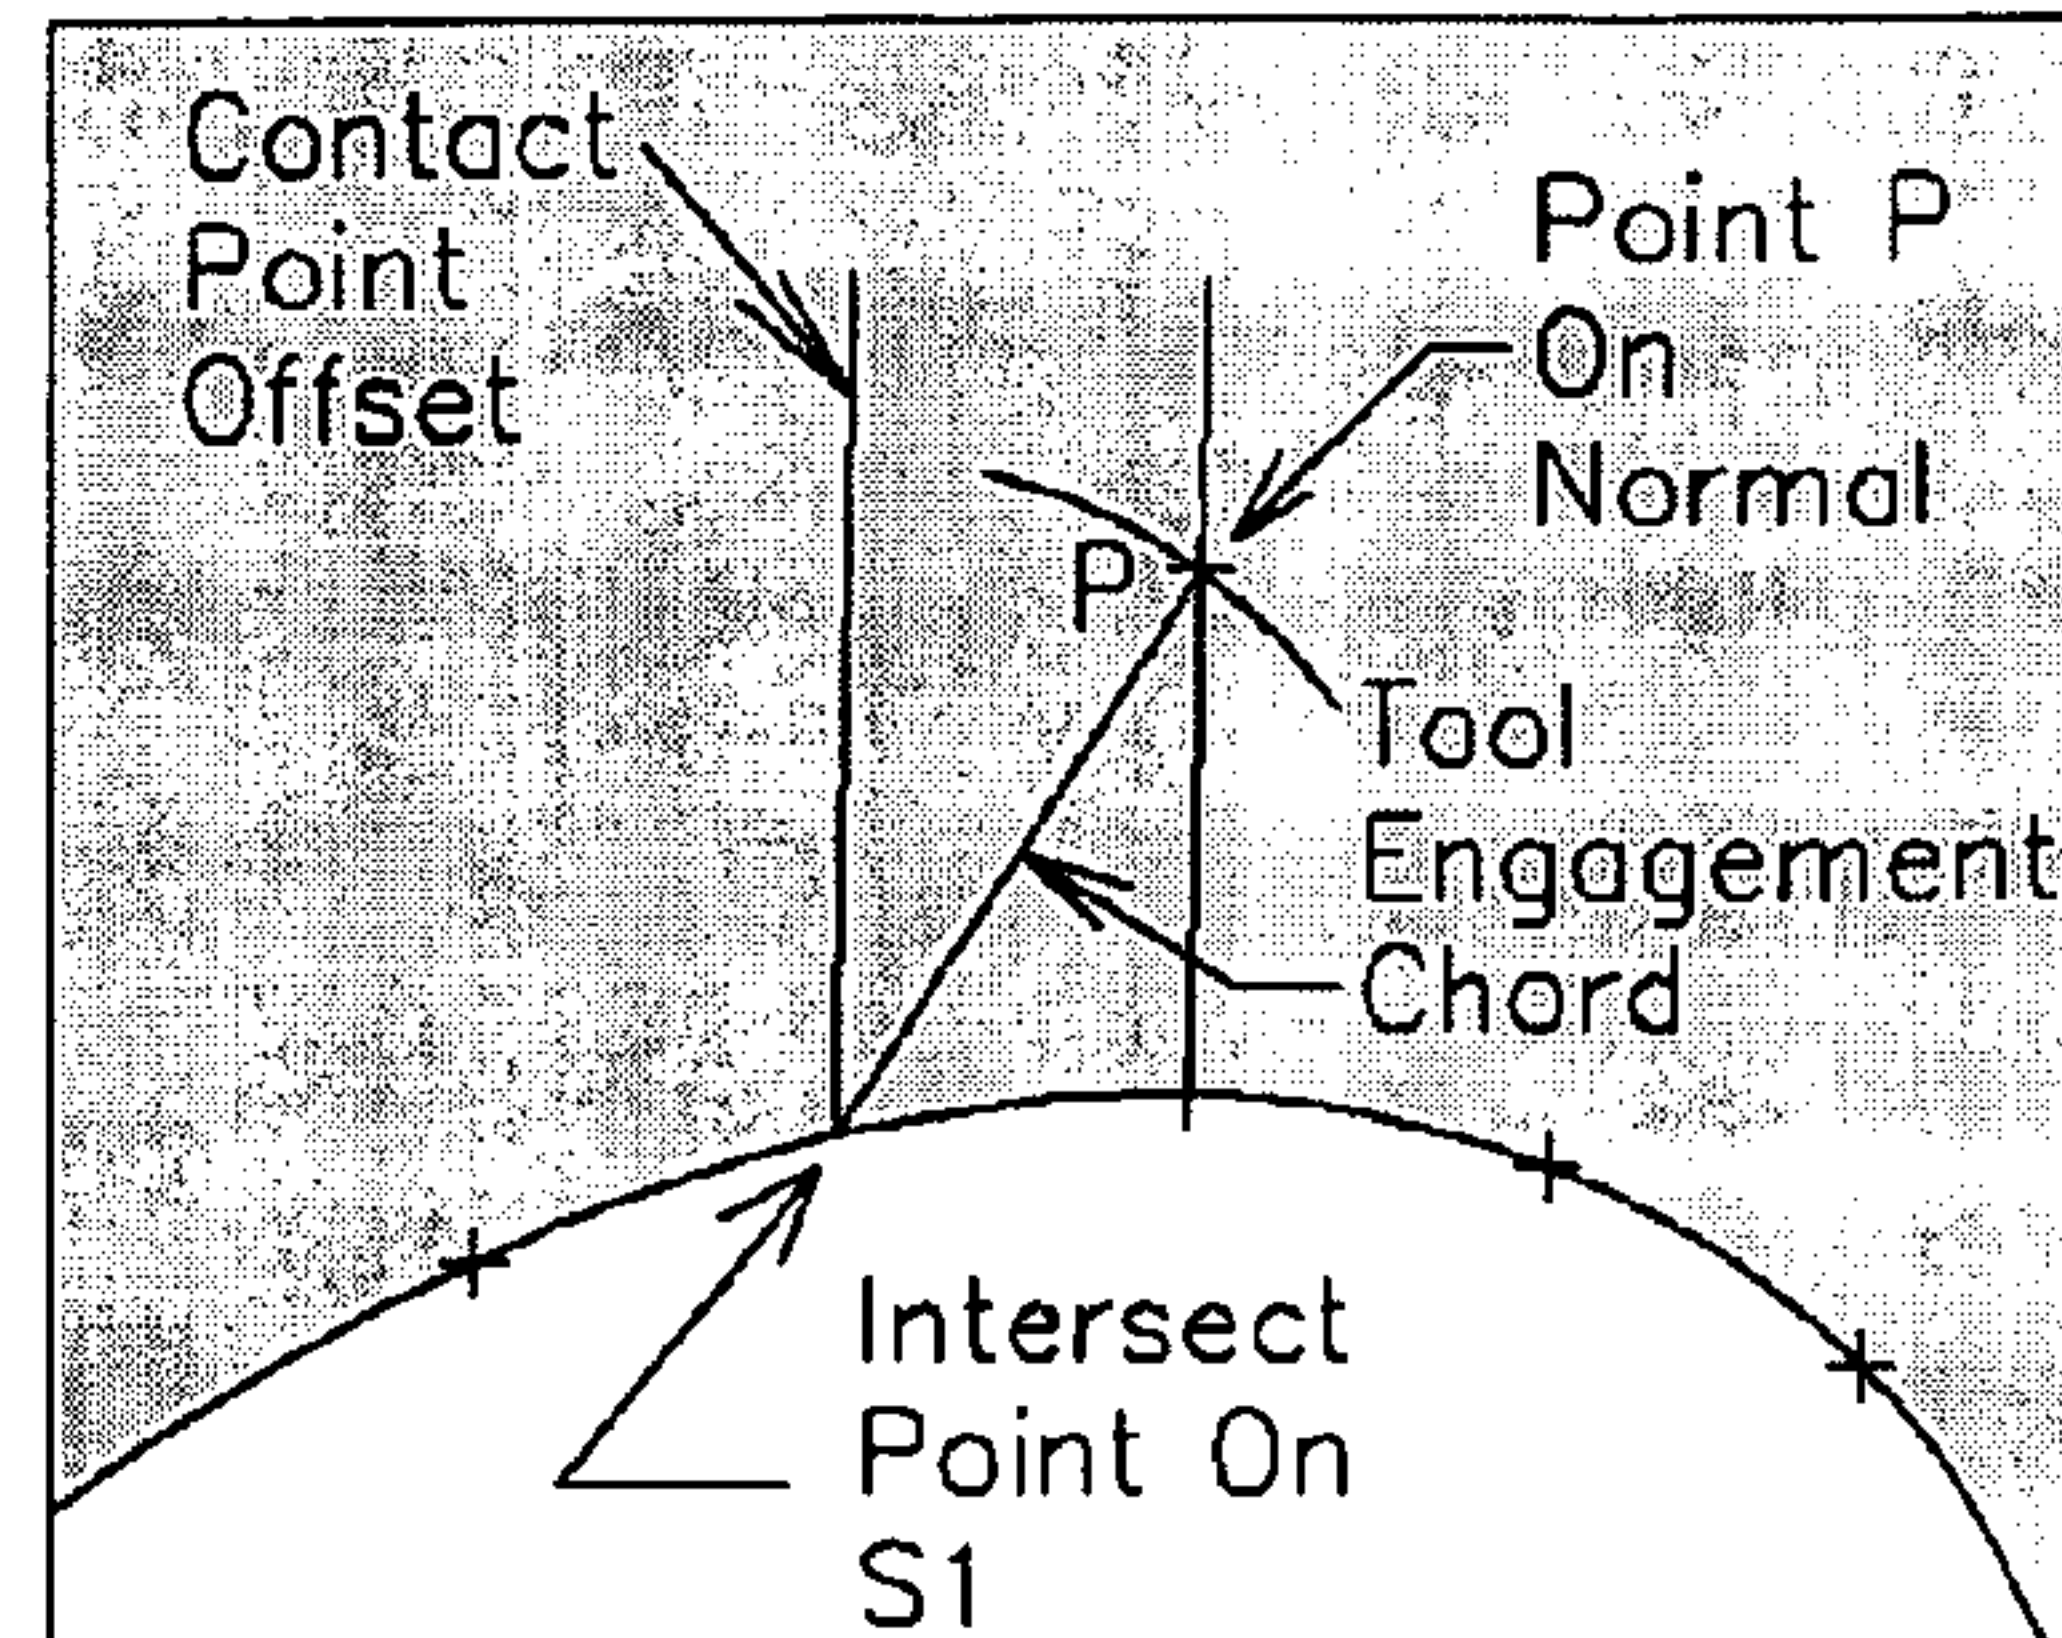 Contact
Point
Offset
Point P
On
Normal
P
Tool
Engagement
Chord
Intersect
Point On
S1